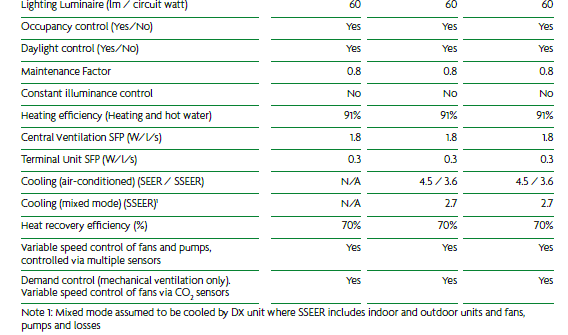 Lighting Luminaire (lm / circuit watt) 60 60 60
Occupancy control (Yes/No) Yes Yes Yes
Daylight control (Yes/No) Yes Yes Yes
Maintenance Factor 0.8 0.8 0.8
Constant illuminance control No No No
Heating efficiency (Heating and hot water) 91% 91% 91%
Central Ventilation SFP (W/l/s) 1.8 1.8 1.8
Terminal Unit SFP (W/l/s) 0.3 0.3 0.3
Cooling (air-conditioned) (SEER / SSEER) N/A 4.5 / 3.6 4.5 / 3.6
Cooling (mixed mode) (SSEER)¹ N/A 2.7 2.7
Heat recovery efficiency (%) 70% 70% 70%
Variable speed control of fans and pumps, Yes Yes Yes
controlled via multiple sensors
Demand control (mechanical ventilation only). Yes Yes Yes
Variable speed control of fans via CO₂ sensors
Note 1: Mixed mode assumed to be cooled by DX unit where SSEER includes indoor and outdoor units and fans,
pumps and losses